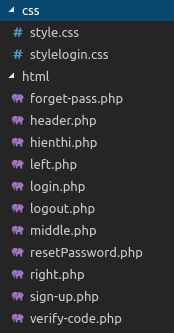 css
# style.css
# stylelogin.css
html
forget-pass.php
header.php
hienthi.php
left.php
login.php
logout.php
middle.php
resetPassword.php
right.php
sign-up.php
verify-code.php